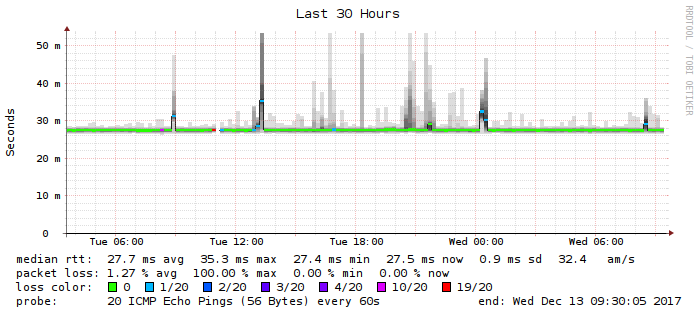 Last 30 Hours
RRDTOOL / TOBI OETIKER
Seconds
50 m
40 m
30 m
20 m
10 m
0
Tue 06:00 Tue 12:00 Tue 18:00 Wed 00:00 Wed 06:00
median rtt: 27.7 ms avg 35.3 ms max 27.4 ms min 27.5 ms now 0.9 ms sd 32.4 am/s
packet loss: 1.27 % avg 100.00 % max 0.00 % min 0.00 % now
loss color: 0 1/20 2/20 3/20 4/20 10/20 19/20
probe: 20 ICMP Echo Pings (56 Bytes) every 60s end: Wed Dec 13 09:30:05 2017